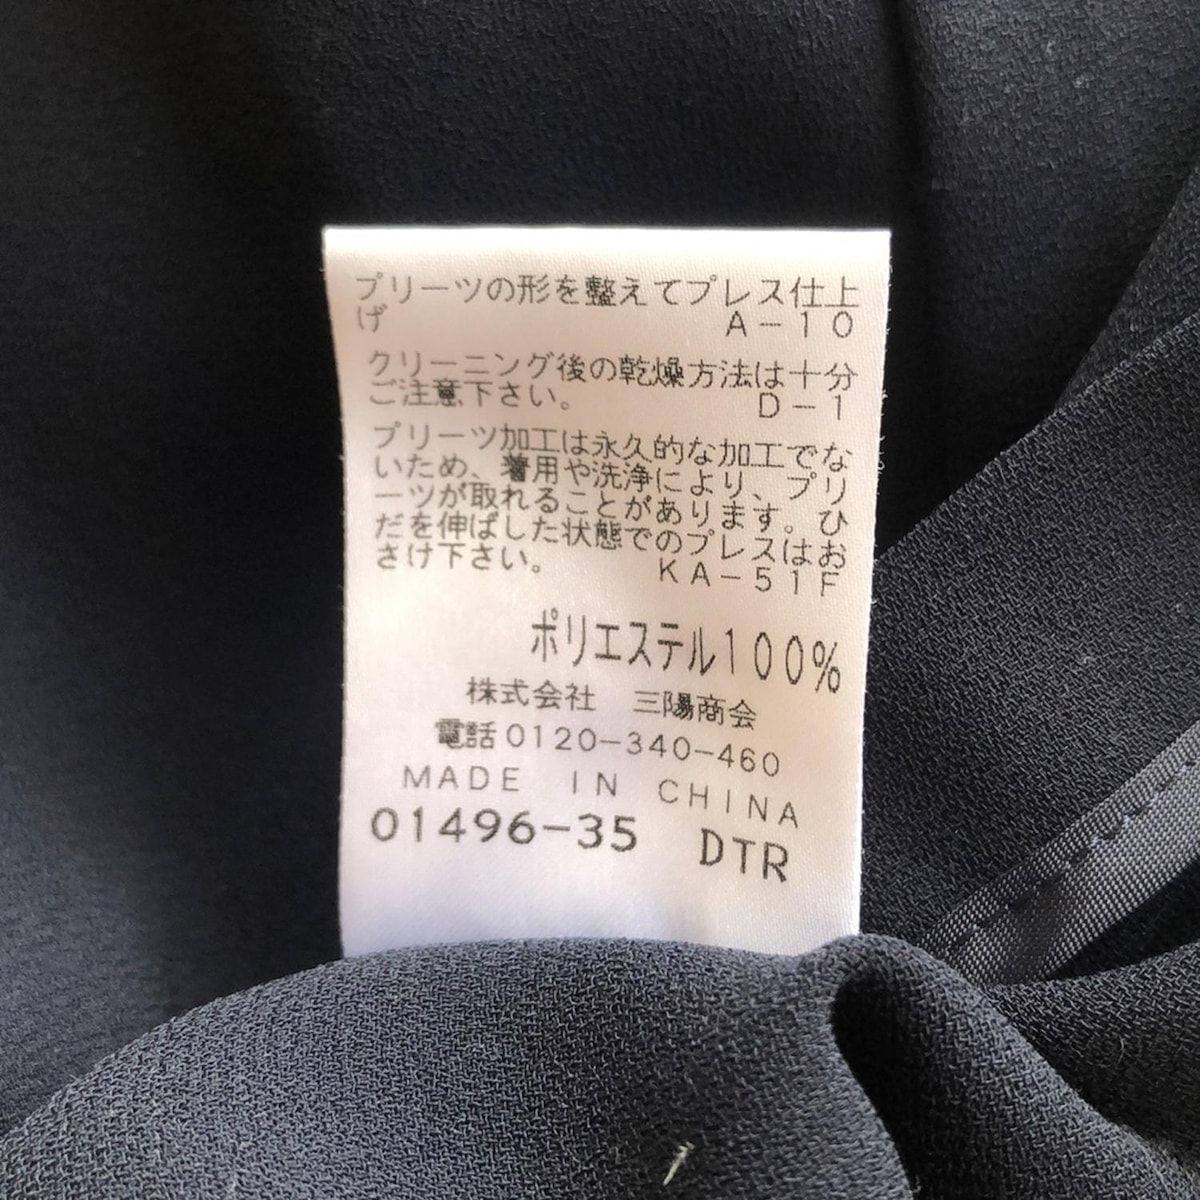 プリーツの形を整えてプレス仕上
げ A-10
クリーニング後の乾燥方法は十分
ご注意下さい。 D-1
プリーツ加工は永久的な加工でな
いため、着用や洗浄により、プリ
ーツが取れることがあります。ひ
だを伸ばした状態でのプレスはお
さけ下さい。 KA-51F
ポリエステル100%
株式会社 三陽商会
電話0120-340-460
MADE IN CHINA
01496-35 DTR